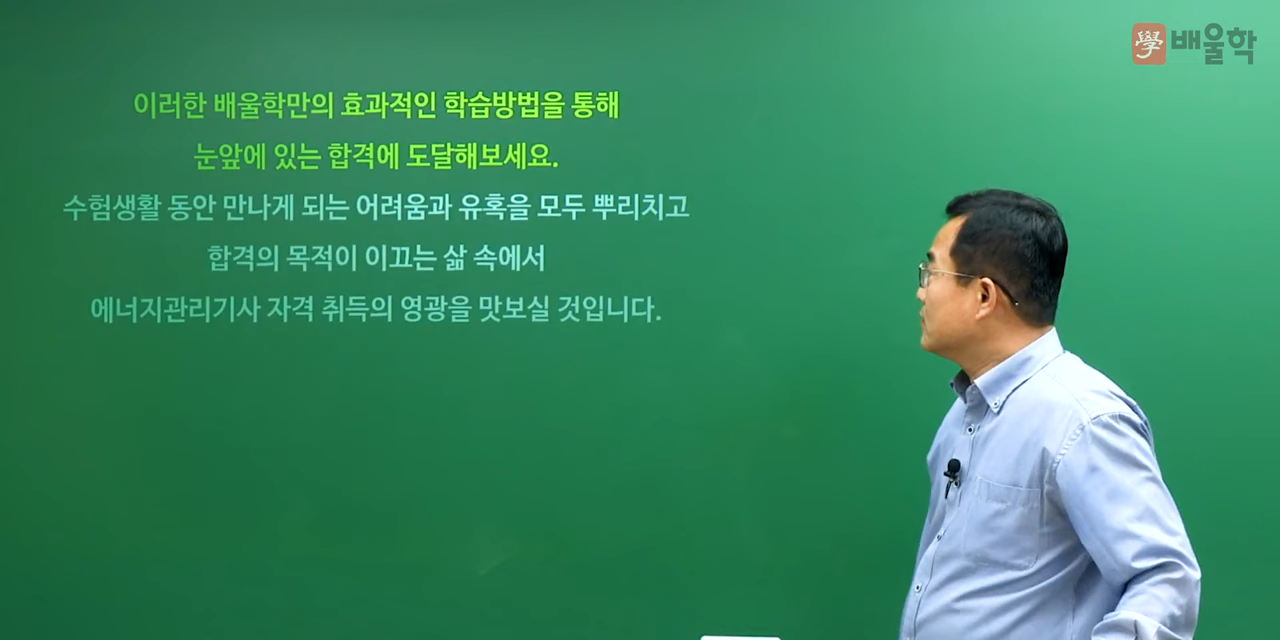 學 배울학
이러한 배울학만의 효과적인 학습방법을 통해
눈앞에 있는 합격에 도달해보세요.
수험생활 동안 만나게 되는 어려움과 유혹을 모두 뿌리치고
합격의 목적이 이끄는 삶 속에서
에너지관리기사 자격 취득의 영광을 맛보실 것입니다.